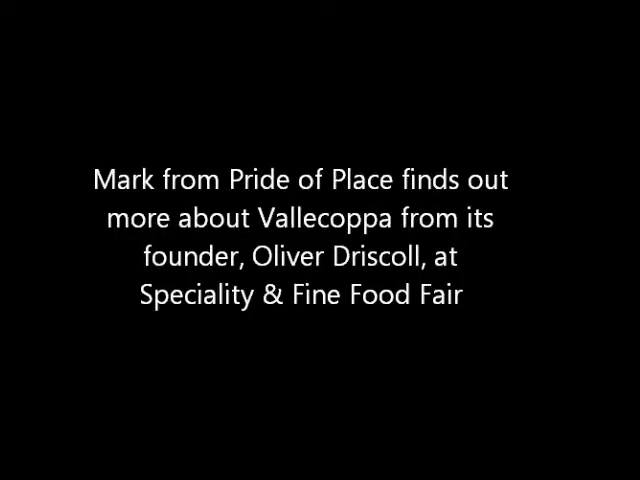 Mark from Pride of Place finds out
more about Vallecoppa from its
founder, Oliver Driscoll, at
Speciality & Fine Food Fair